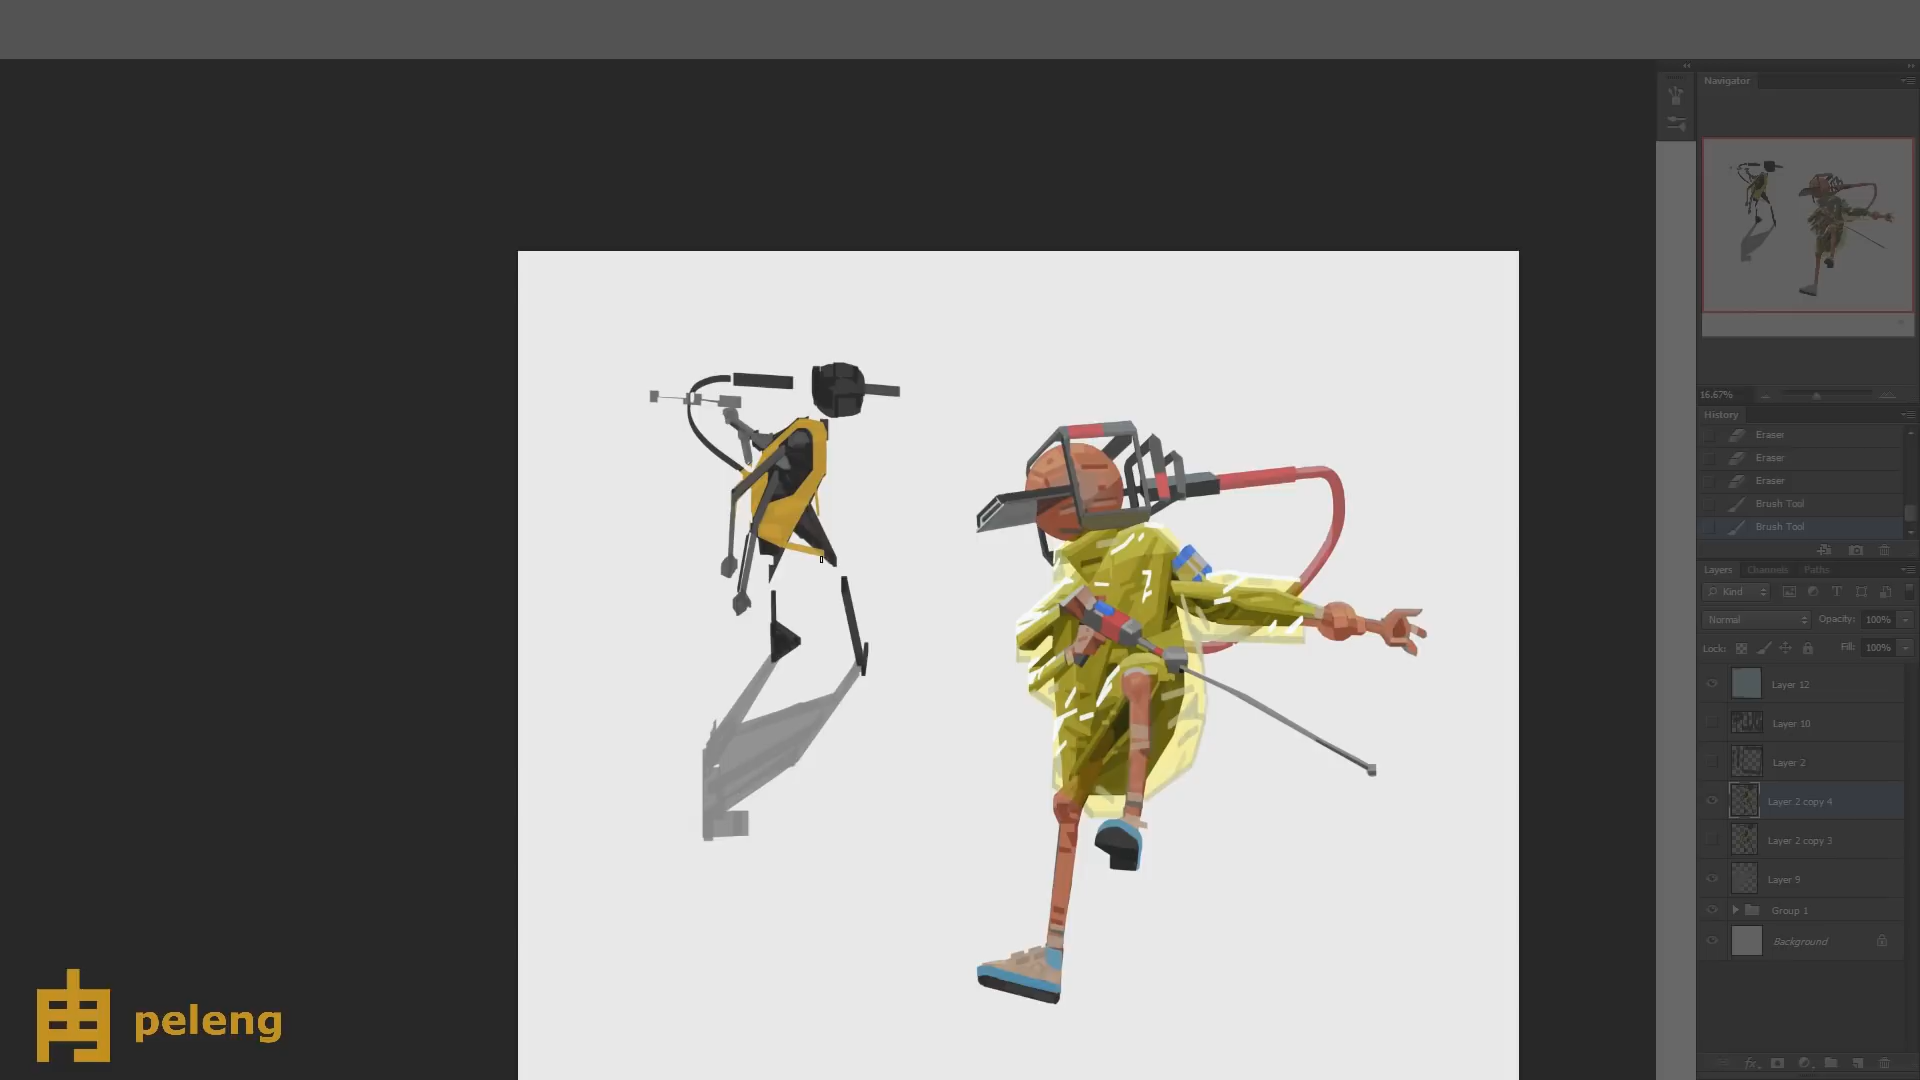 Navigator
16.67%
History
Eraser
Eraser
Eraser
Brush Tool
Brush Tool
Layers Channels Paths
Kind
Normal Opacity: 100%
Lock: Fill: 100%
Layer 12
Layer 10
Layer 2
Layer 2 copy 4
Layer 2 copy 3
Layer 9
Group 1
Background
fx
peleng